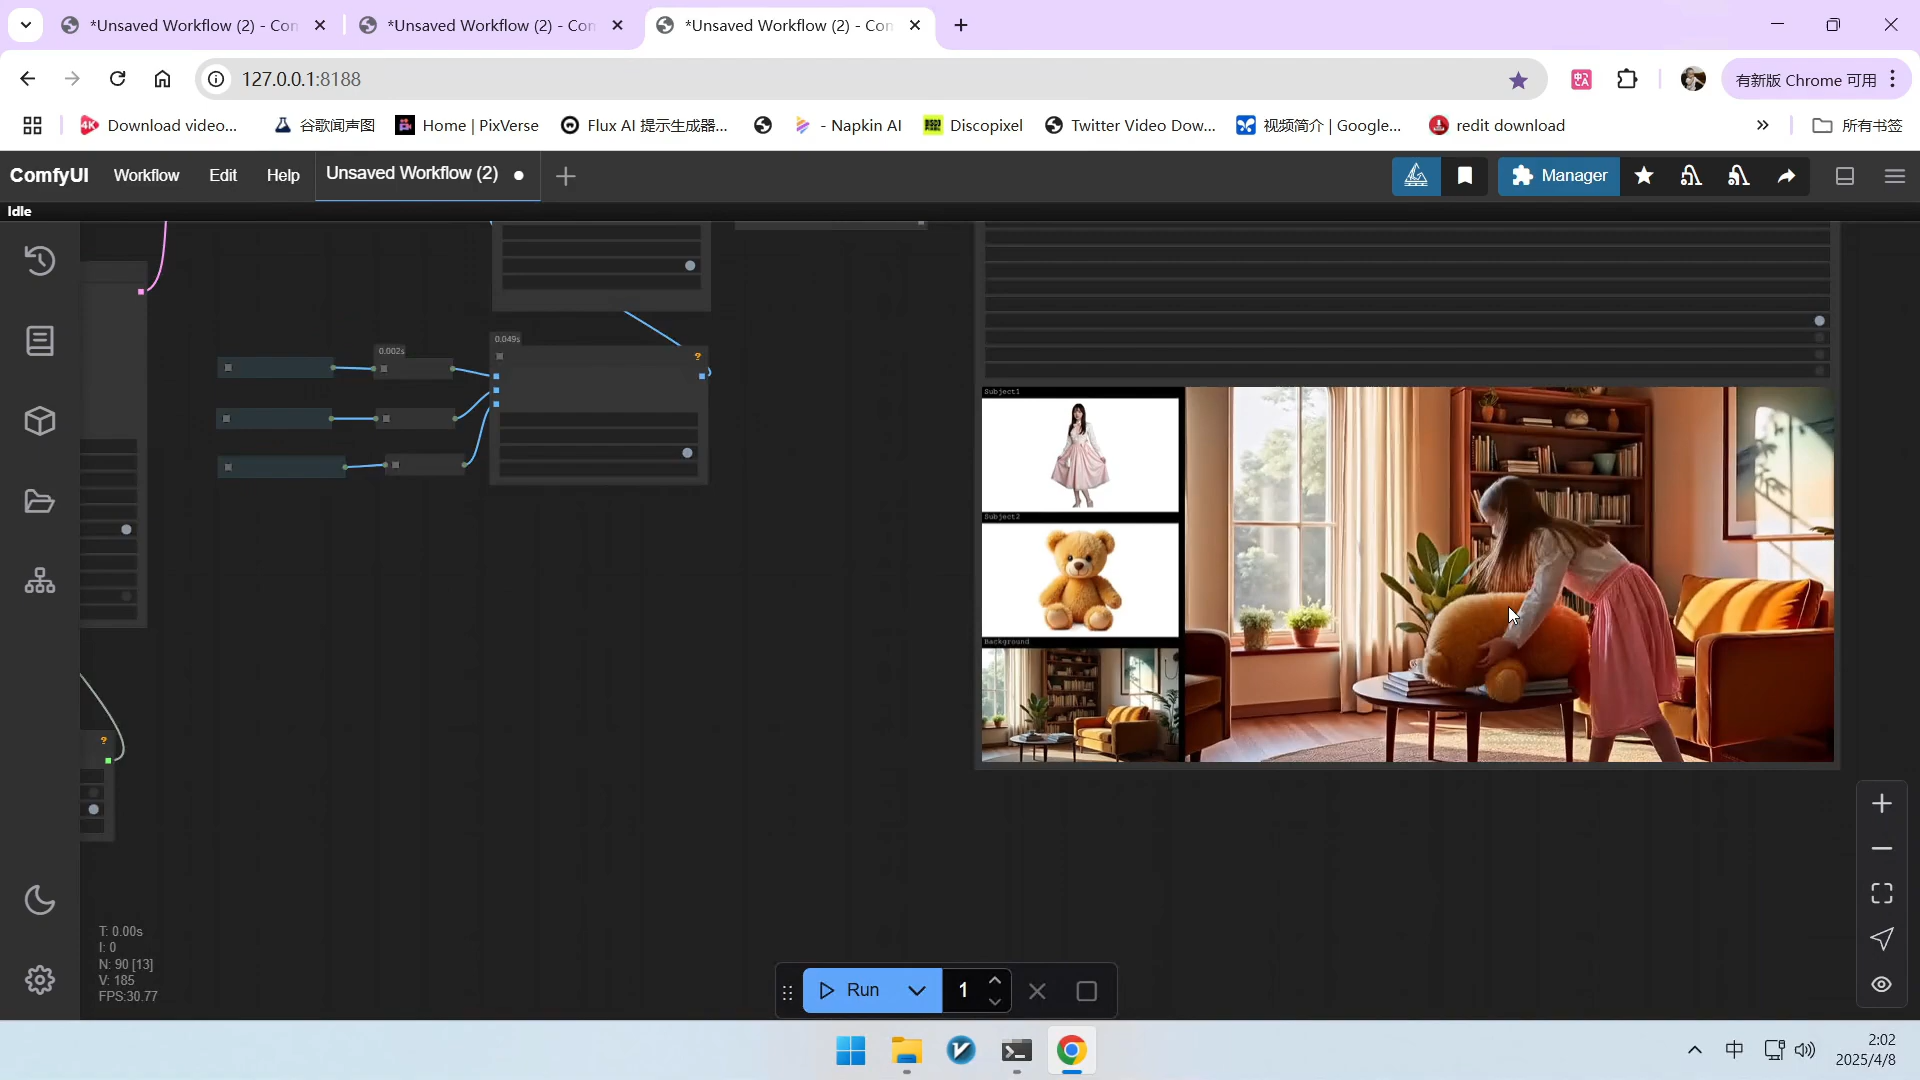 *Unsaved Workflow (2) - Con
*Unsaved Workflow (2) - Con
*Unsaved Workflow (2) - Con
127.0.0.1:8188
有新版 Chrome 可用
4K Download video...
谷歌闻声图
Home | PixVerse
Flux AI 提示生成器...
- Napkin AI
Discopixel
Twitter Video Dow...
视频简介 | Google...
redit download
»
所有书签
ComfyUI
Workflow
Edit
Help
Unsaved Workflow (2)
Manager
Idle
0.049s
?
0.002s
Subject1
Subject2
Background
?
T: 0.00s
I: 0
N: 90 [13]
V: 185
FPS:30.77
Run
1
中
2:02
2025/4/8